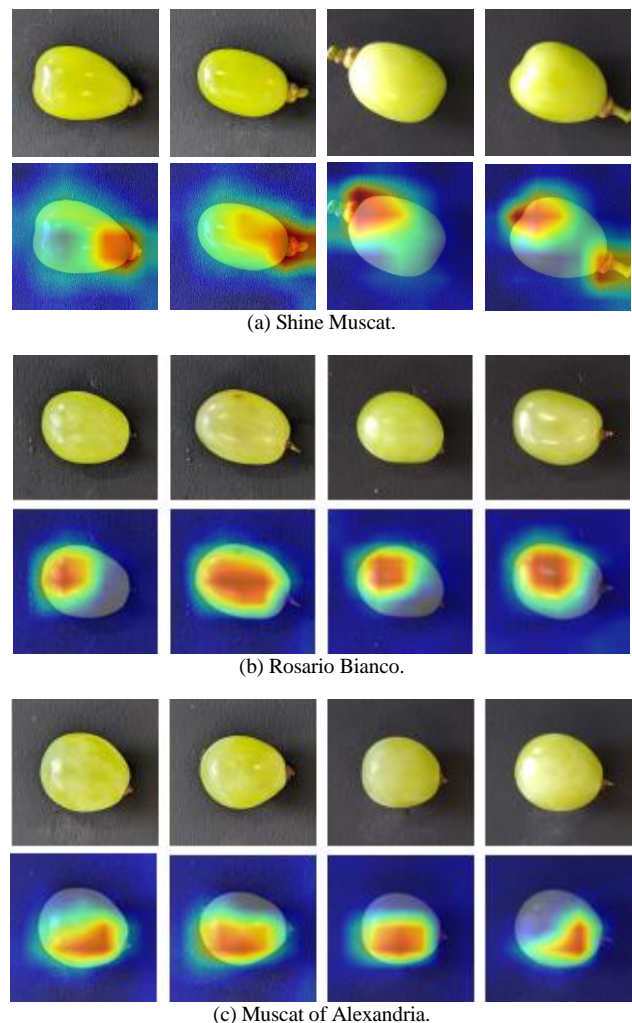 (a) Shine Muscat.
(b) Rosario Bianco.
(c) Muscat of Alexandria.